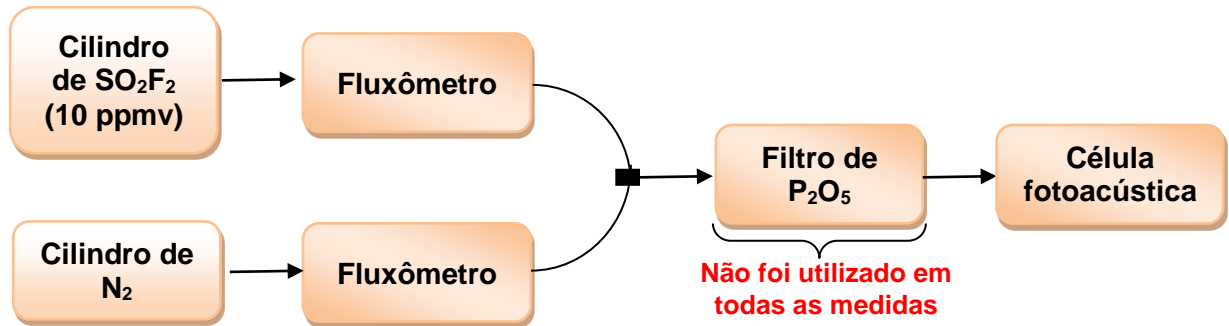 Cilindro
de SO₂F₂
(10 ppmv)
Fluxômetro
Filtro de
P₂O₅
Célula
fotoacústica
Cilindro de
N₂
Fluxômetro
Não foi utilizado em
todas as medidas